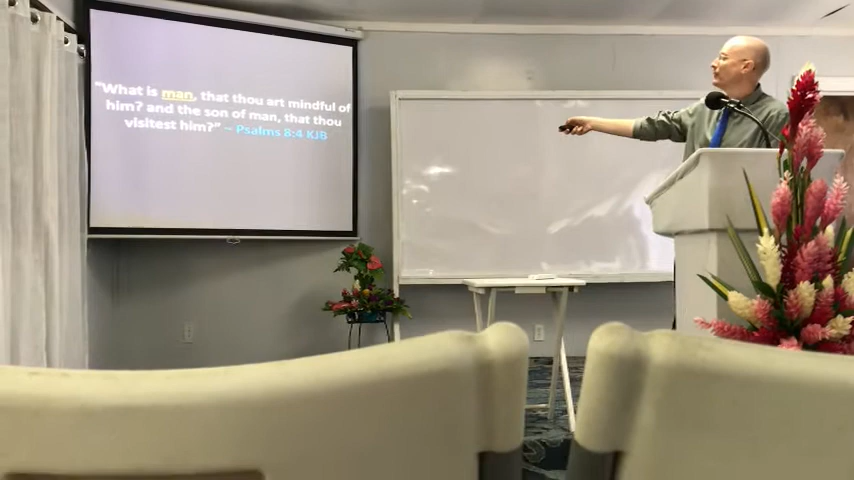 "What is man, that thou art mindful of
him? and the son of man, that thou
visitest him?" ~ Psalms 8:4 KJB